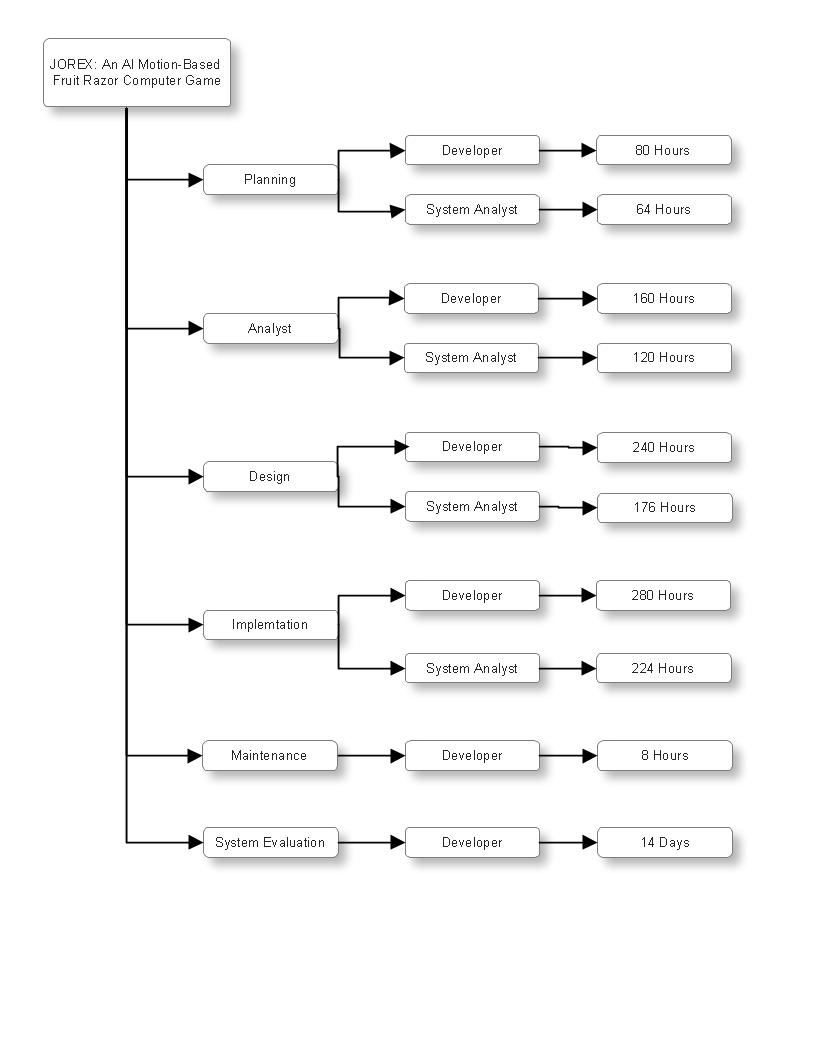 JOREX: An AI Motion-Based
Fruit Razor Computer Game
Planning
Developer
80 Hours
System Analyst
64 Hours
Analyst
Developer
160 Hours
System Analyst
120 Hours
Design
Developer
240 Hours
System Analyst
176 Hours
Implemtation
Developer
280 Hours
System Analyst
224 Hours
Maintenance
Developer
8 Hours
System Evaluation
Developer
14 Days